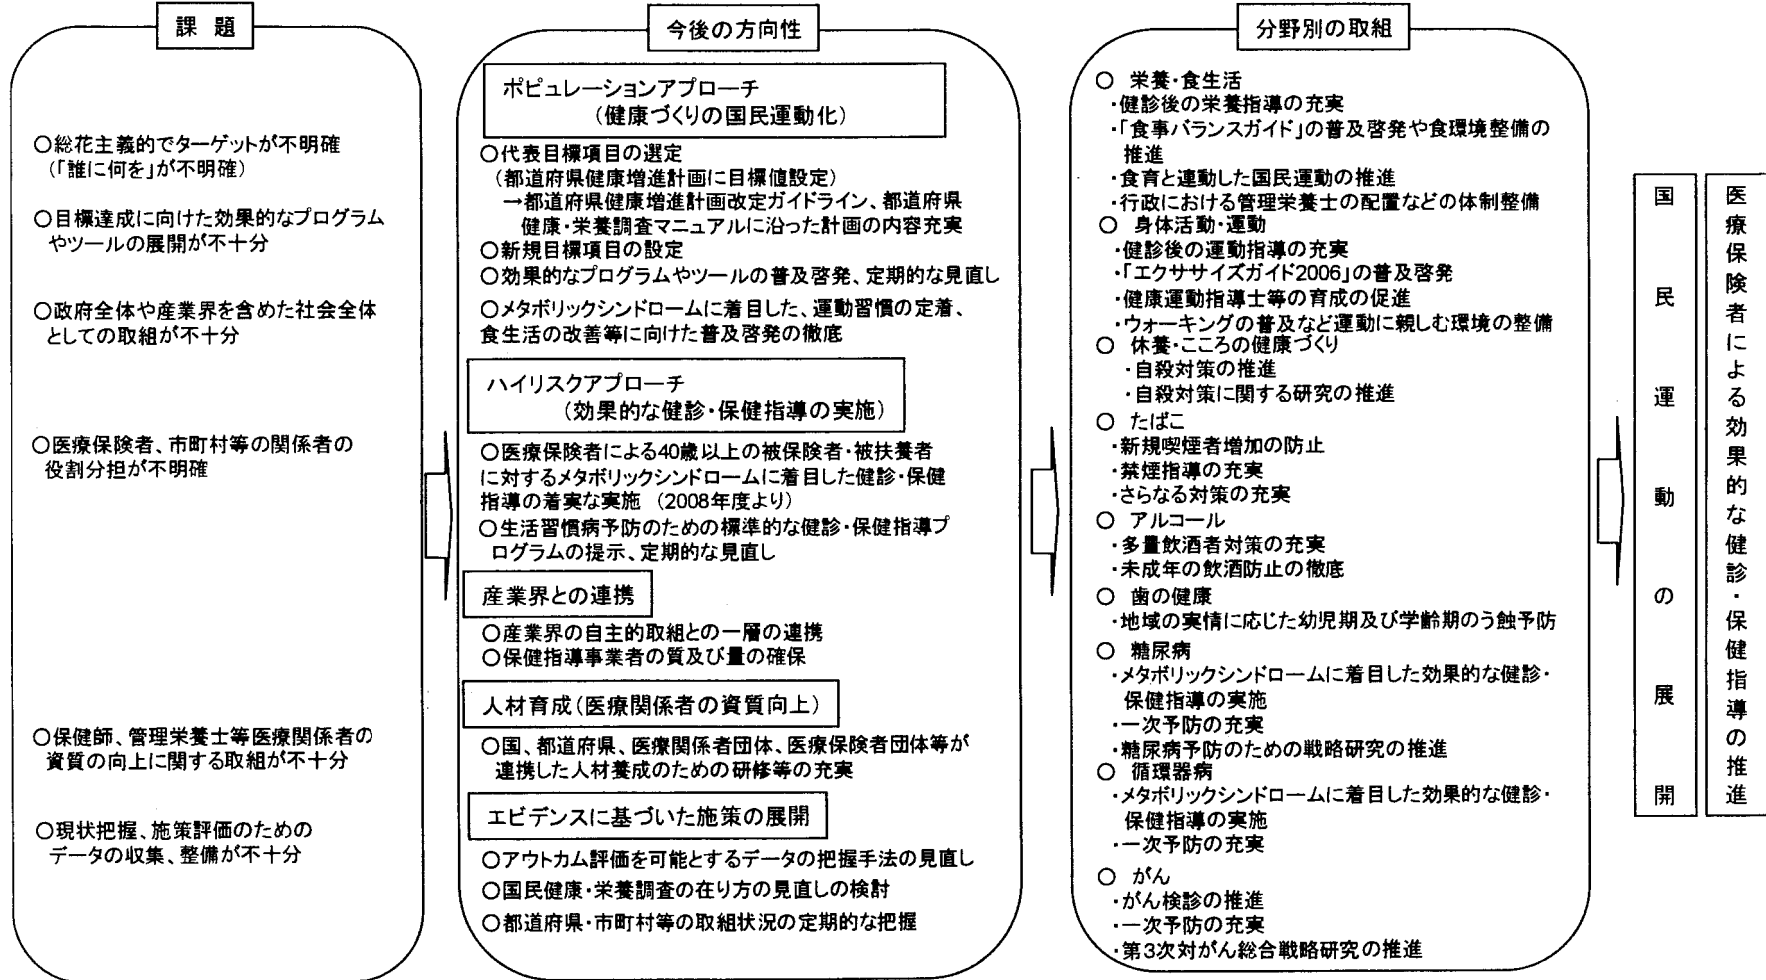 課題
○総花主義的でターゲットが不明確
（「誰に何を」が不明確）
○目標達成に向けた効果的なプログラム
やツールの展開が不十分
○政府全体や産業界を含めた社会全体
としての取組が不十分
○医療保険者、市町村等の関係者の
役割分担が不明確
○保健師、管理栄養士等医療関係者の
資質の向上に関する取組が不十分
○現状把握、施策評価のための
データの収集、整備が不十分
今後の方向性
ポピュレーションアプローチ
（健康づくりの国民運動化）
○代表目標項目の選定
（都道府県健康増進計画に目標値設定）
→都道府県健康増進計画改定ガイドライン、都道府県
健康・栄養調査マニュアルに沿った計画の内容充実
○新規目標項目の設定
○効果的なプログラムやツールの普及啓発、定期的な見直し
○メタボリックシンドロームに着目した、運動習慣の定着、
食生活の改善等に向けた普及啓発の徹底
ハイリスクアプローチ
（効果的な健診・保健指導の実施）
○医療保険者による40歳以上の被保険者・被扶養者
に対するメタボリックシンドロームに着目した健診・保健
指導の着実な実施 （2008年度より）
○生活習慣病予防のための標準的な健診・保健指導プ
ログラムの提示、定期的な見直し
産業界との連携
○産業界の自主的取組との一層の連携
○保健指導事業者の質及び量の確保
人材育成（医療関係者の資質向上）
○国、都道府県、医療関係者団体、医療保険者団体等が
連携した人材養成のための研修等の充実
エビデンスに基づいた施策の展開
○アウトカム評価を可能とするデータの把握手法の見直し
○国民健康・栄養調査の在り方の見直しの検討
○都道府県・市町村等の取組状況の定期的な把握
分野別の取組
○ 栄養・食生活
・健診後の栄養指導の充実
・「食事バランスガイド」の普及啓発や食環境整備の
推進
・食育と連動した国民運動の推進
・行政における管理栄養士の配置などの体制整備
○ 身体活動・運動
・健診後の運動指導の充実
・「エクササイズガイド2006」の普及啓発
・健康運動指導士等の育成の促進
・ウォーキングの普及など運動に親しむ環境の整備
○ 休養・こころの健康づくり
・自殺対策の推進
・自殺対策に関する研究の推進
○ たばこ
・新規喫煙者増加の防止
・禁煙指導の充実
・さらなる対策の充実
○ アルコール
・多量飲酒者対策の充実
・未成年の飲酒防止の徹底
○ 歯の健康
・地域の実情に応じた幼児期及び学齢期のう蝕予防
○ 糖尿病
・メタボリックシンドロームに着目した効果的な健診・
保健指導の実施
・一次予防の充実
・糖尿病予防のための戦略研究の推進
○ 循環器病
・メタボリックシンドロームに着目した効果的な健診・
保健指導の実施
・一次予防の充実
○ がん
・がん検診の推進
・一次予防の充実
・第3次対がん総合戦略研究の推進
医療保険者による効果的な健診・保健指導の推進
国民運動の展開